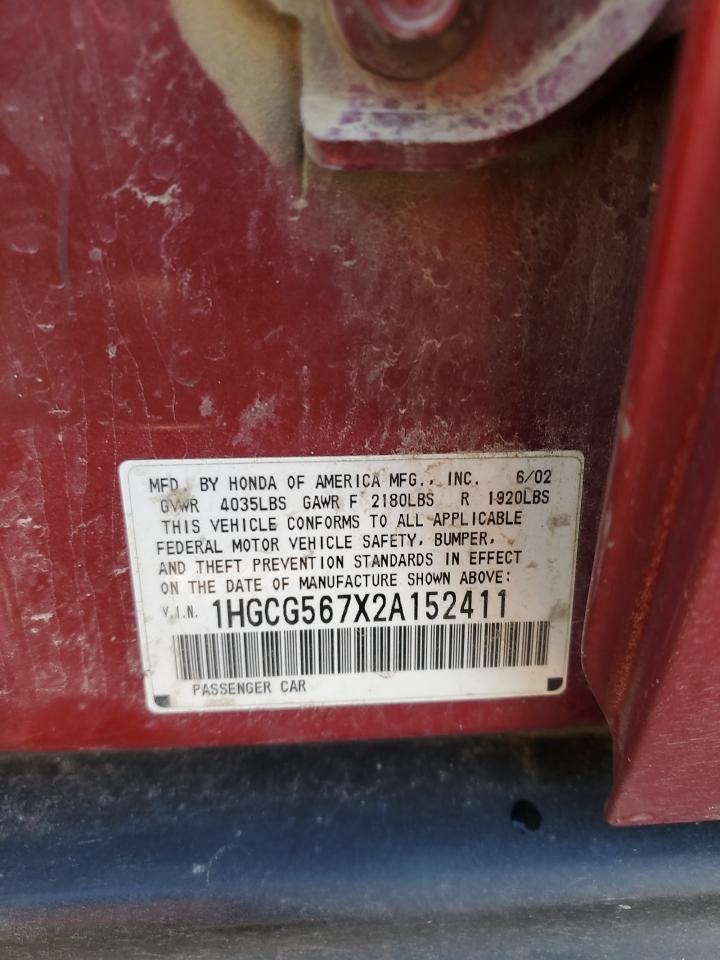 MFD. BY HONDA OF AMERICA MFG., INC. 6/02
GVWR 4035LBS GAWR F 2180LBS R 1920LBS
THIS VEHICLE CONFORMS TO ALL APPLICABLE
FEDERAL MOTOR VEHICLE SAFETY, BUMPER,
AND THEFT PREVENTION STANDARDS IN EFFECT
ON THE DATE OF MANUFACTURE SHOWN ABOVE:
V.I.N. 1HGCG567X2A152411
PASSENGER CAR